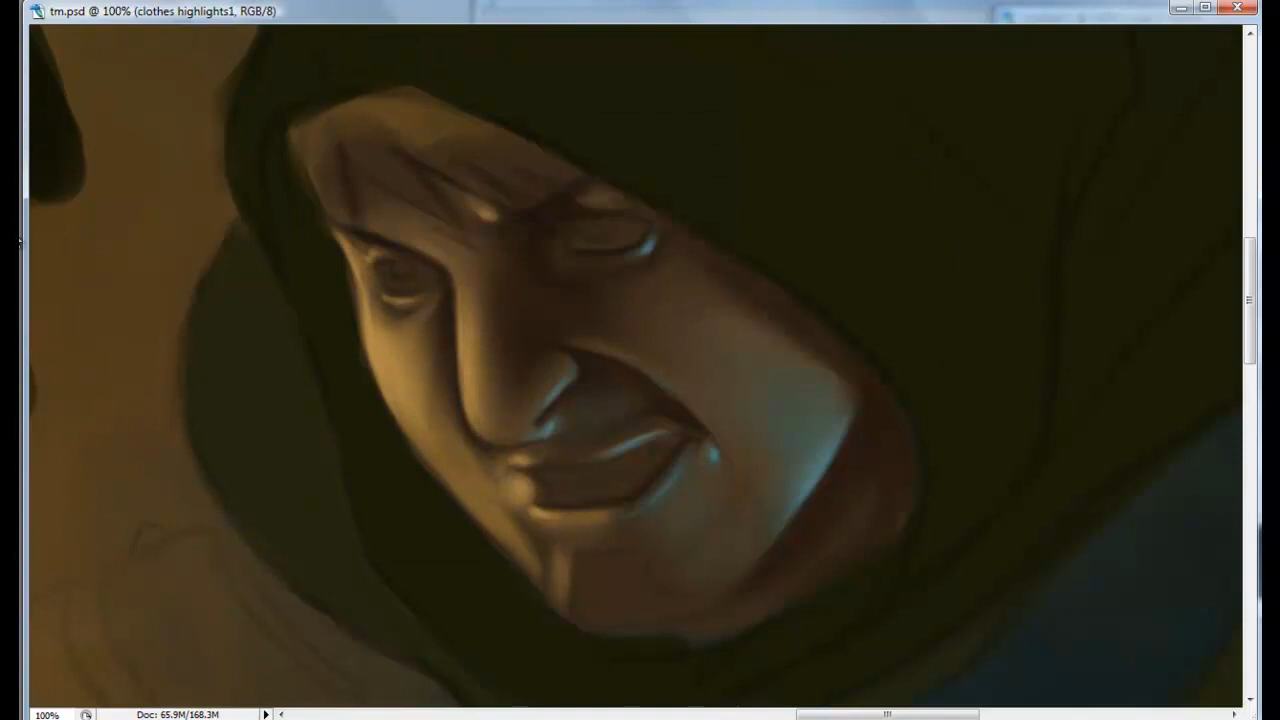 tm.psd @ 100% (clothes highlights1, RGB/8)
100%
Doc: 65.9M/168.3M